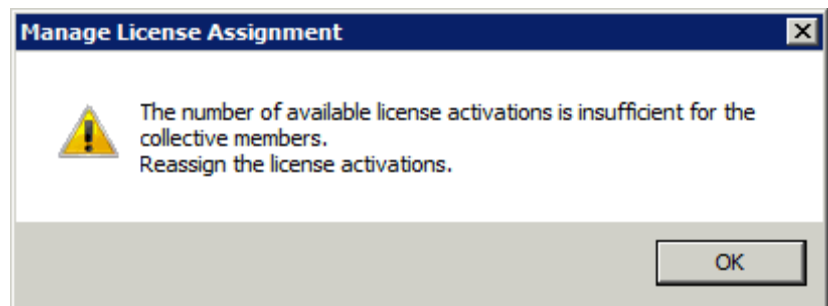 Manage License Assignment
The number of available license activations is insufficient for the
collective members.
Reassign the license activations.
OK